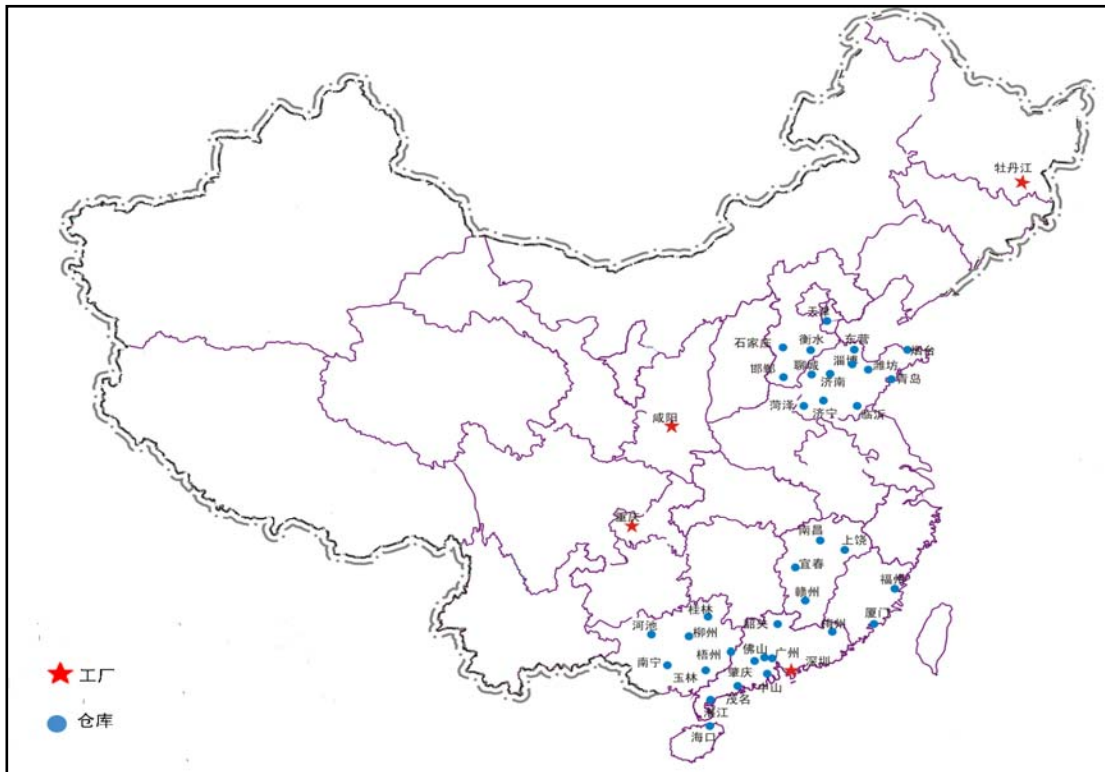 牡丹江
天津
石家庄
衡水
东营
烟台
邯郸
聊城
淄博
潍坊
济南
青岛
菏泽
济宁
临沂
咸阳
重庆
南昌
上饶
宜春
福州
赣州
桂林
韶关
梅州
厦门
河池
柳州
梧州
佛山
广州
深圳
南宁
玉林
肇庆
中山
茂名
湛江
海口
工厂
仓库